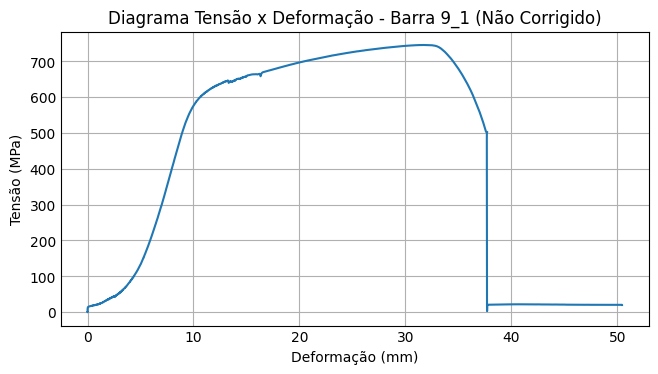 Diagrama Tensão x Deformação - Barra 9_1 (Não Corrigido)
Tensão (MPa)
700
600
500
400
300
200
100
0
0 10 20 30 40 50
Deformação (mm)